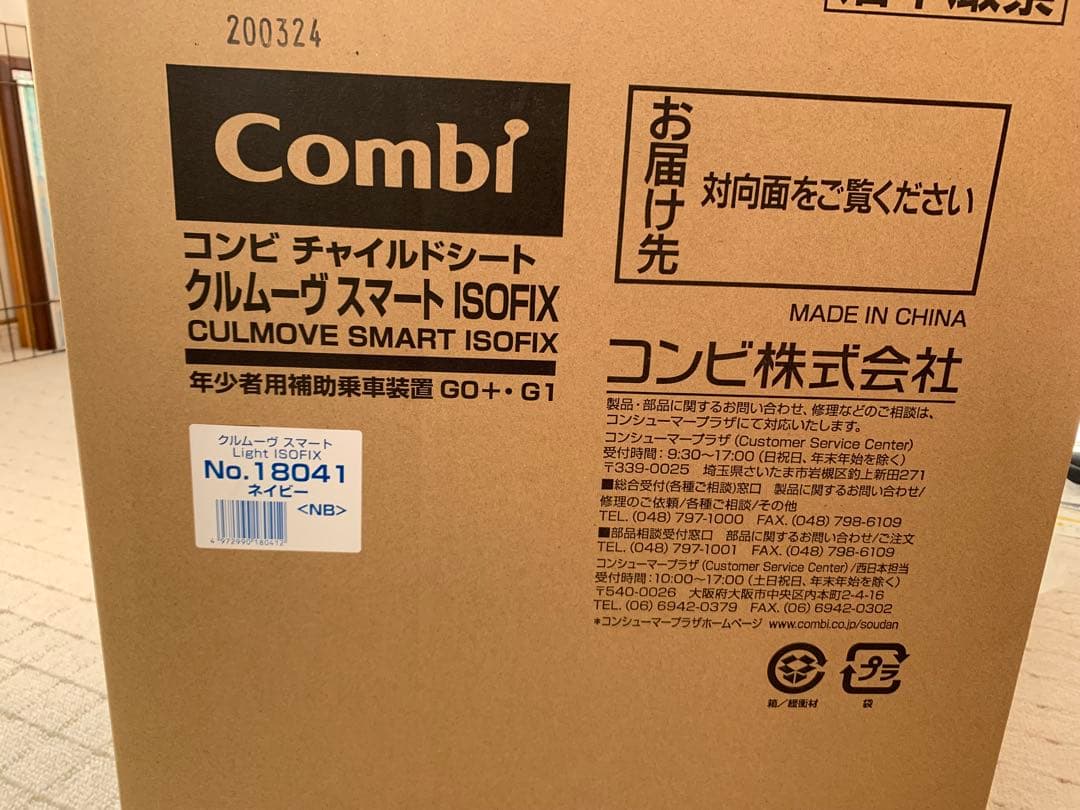 200324
Combi
コンビ チャイルドシート
クルムーヴ スマート ISOFIX
CULMOVE SMART ISOFIX
年少者用補助乗車装置 G0＋・G1
クルムーヴ スマート
Light ISOFIX
No.18041
ネイビー
<NB>
4 972990 180412
お届け先
対向面をご覧ください
MADE IN CHINA
コンビ株式会社
製品・部品に関するお問い合わせ、修理などのご相談は、
コンシューマープラザにて対応いたします。
コンシューマープラザ (Customer Service Center)
受付時間：9:30～17:00 (日祝日、年末年始を除く)
〒339-0025 埼玉県さいたま市岩槻区釣上新田271
■総合受付(各種ご相談)窓口 製品に関するお問い合わせ/
修理のご依頼/各種ご相談/その他
TEL. (048) 797-1000 FAX. (048) 798-6109
■部品相談受付窓口 部品に関するお問い合わせ/ご注文
TEL. (048) 797-1001 FAX. (048) 798-6109
コンシューマープラザ (Customer Service Center)/西日本担当
受付時間：10:00～17:00 (土日祝日、年末年始を除く)
〒540-0026 大阪府大阪市中央区内本町2-4-16
TEL. (06) 6942-0379 FAX. (06) 6942-0302
*コンシューマープラザホームページ www.combi.co.jp/soudan
プラ
箱／緩衝材
袋